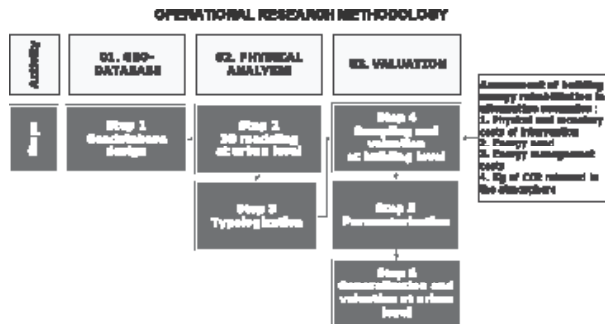 OPERATIONAL RESEARCH METHODOLOGY
Activity
01. GEO-
DATABASE
02. PHYSICAL
ANALYSIS
03. VALUATION
Step 1
Geodatabase
design
Step 2
3D modeling
at urban level
Step 3
Typologization
Step 4
Sampling and
valuation
at building level
Step 5
Parameterization
Step 6
Generalization and
valuation at urban
level
Assessment of building
energy rehabilitation in
alternative scenarios :
1. Physical and monetary
costs of intervention
2. Energy need
3. Energy management
costs
4. Kg of CO2 released in
the atmosphere